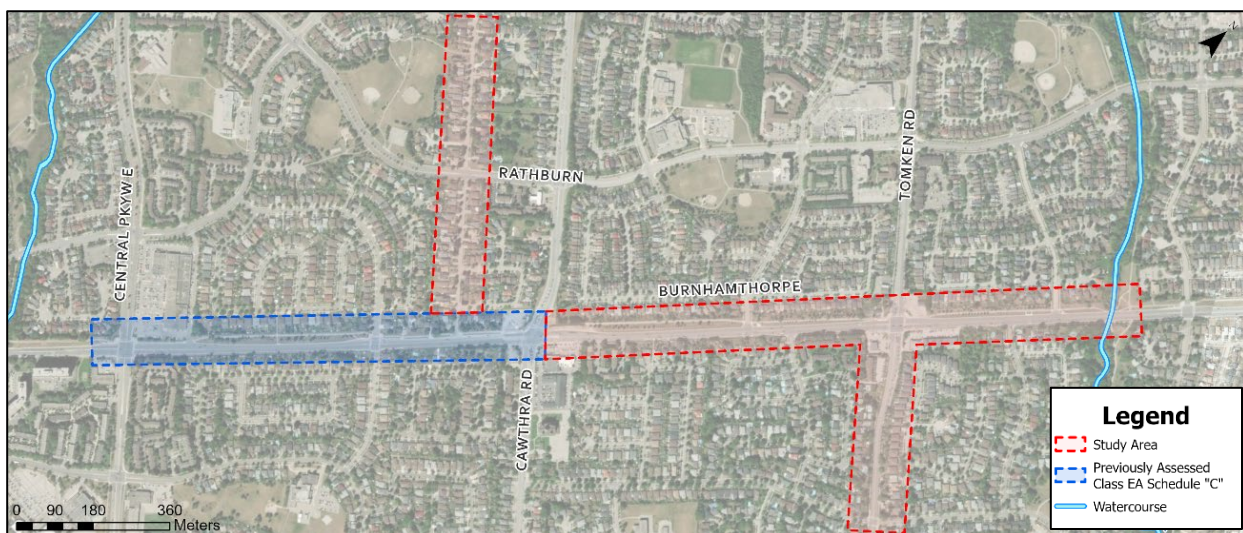 N
RATHBURN
TOMKEN RD
CENTRAL PKYW E
BURNHAMTHORPE
CAWTHRA RD
Legend
Study Area
Previously Assessed
Class EA Schedule "C"
Watercourse
0 90 180 360
Meters